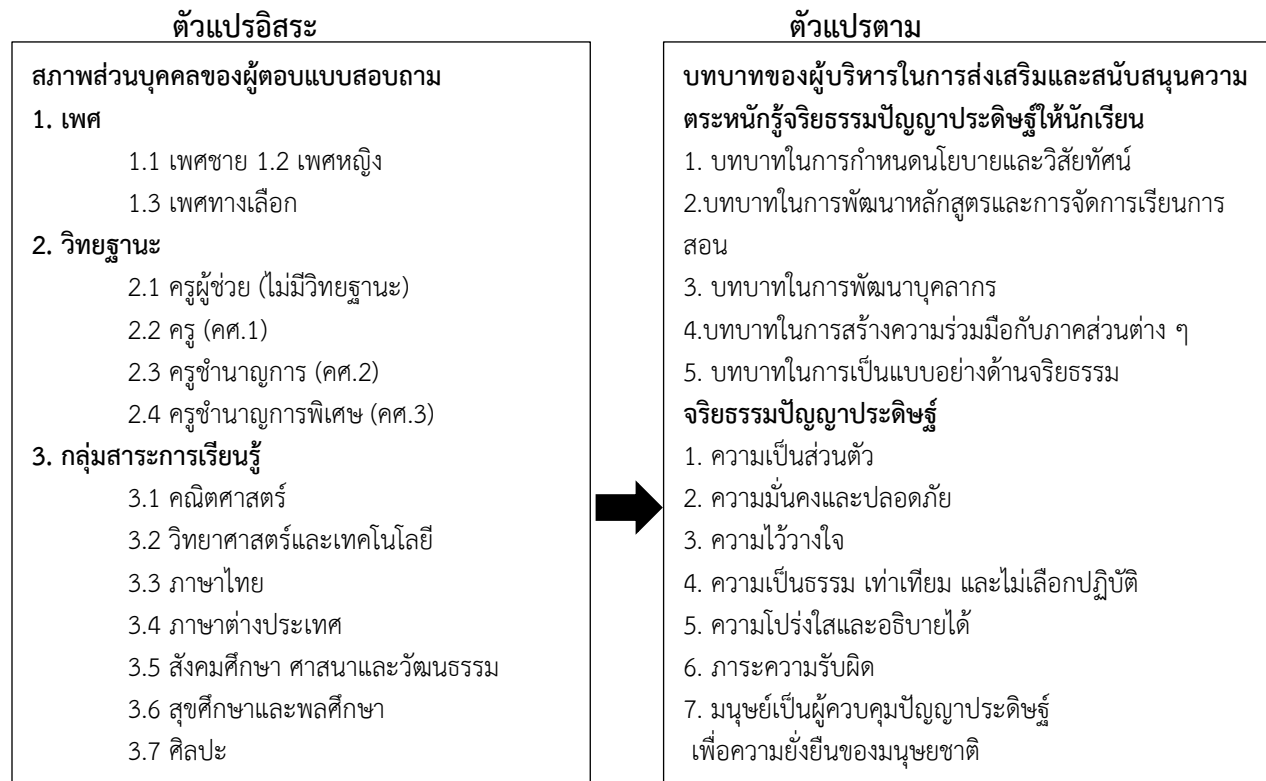 ตัวแปรอิสระ
สภาพส่วนบุคคลของผู้ตอบแบบสอบถาม
1. เพศ
1.1 เพศชาย 1.2 เพศหญิง
1.3 เพศทางเลือก
2. วิทยฐานะ
2.1 ครูผู้ช่วย (ไม่มีวิทยฐานะ)
2.2 ครู (คศ.1)
2.3 ครูชำนาญการ (คศ.2)
2.4 ครูชำนาญการพิเศษ (คศ.3)
3. กลุ่มสาระการเรียนรู้
3.1 คณิตศาสตร์
3.2 วิทยาศาสตร์และเทคโนโลยี
3.3 ภาษาไทย
3.4 ภาษาต่างประเทศ
3.5 สังคมศึกษา ศาสนาและวัฒนธรรม
3.6 สุขศึกษาและพลศึกษา
3.7 ศิลปะ
ตัวแปรตาม
บทบาทของผู้บริหารในการส่งเสริมและสนับสนุนความ
ตระหนักรู้จริยธรรมปัญญาประดิษฐ์ให้นักเรียน
1. บทบาทในการกำหนดนโยบายและวิสัยทัศน์
2.บทบาทในการพัฒนาหลักสูตรและการจัดการเรียนการ
สอน
3. บทบาทในการพัฒนาบุคลากร
4.บทบาทในการสร้างความร่วมมือกับภาคส่วนต่าง ๆ
5. บทบาทในการเป็นแบบอย่างด้านจริยธรรม
จริยธรรมปัญญาประดิษฐ์
1. ความเป็นส่วนตัว
2. ความมั่นคงและปลอดภัย
3. ความไว้วางใจ
4. ความเป็นธรรม เท่าเทียม และไม่เลือกปฏิบัติ
5. ความโปร่งใสและอธิบายได้
6. ภาระความรับผิด
7. มนุษย์เป็นผู้ควบคุมปัญญาประดิษฐ์
เพื่อความยั่งยืนของมนุษยชาติ